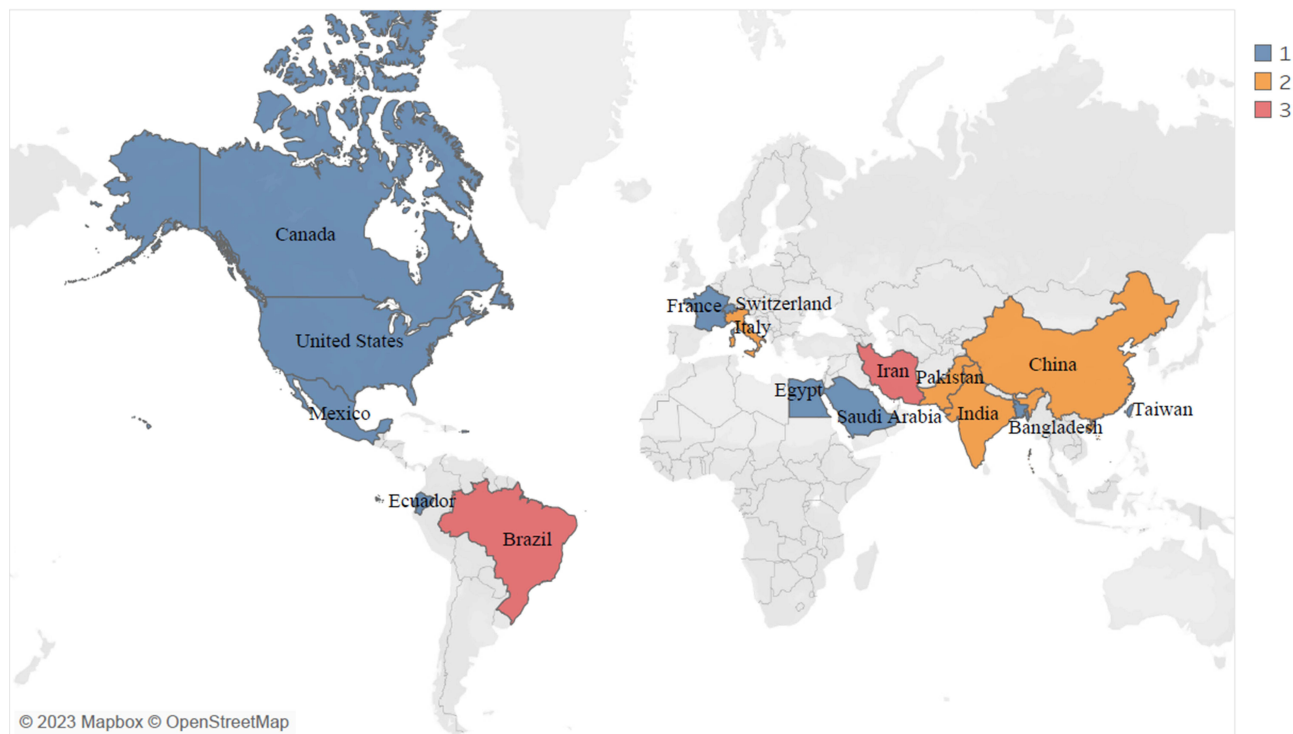 1
2
3
Canada
United States
Mexico
Ecuador
Brazil
France
Switzerland
Italy
Egypt
Saudi Arabia
Iran
Pakistan
India
China
Bangladesh
Taiwan
© 2023 Mapbox © OpenStreetMap